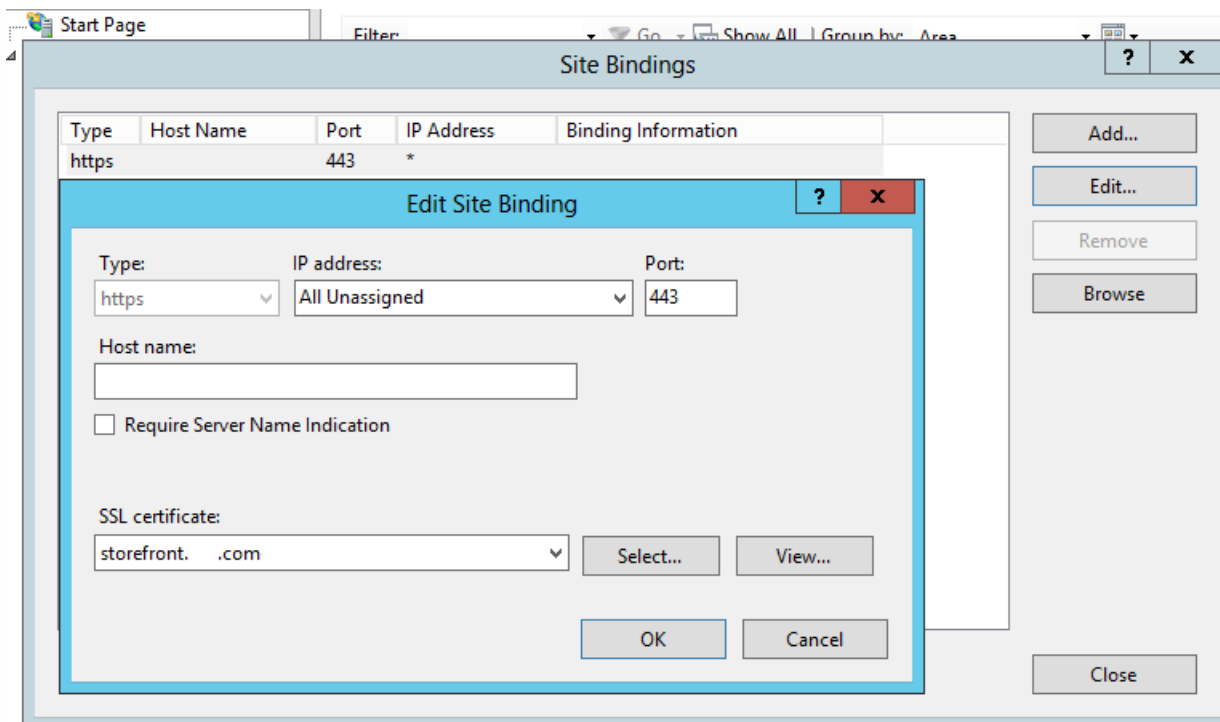 Start Page
Filter: Go Show All Group by: Area
Site Bindings
? x
Type Host Name Port IP Address Binding Information
https 443 *
Add...
Edit...
Remove
Browse
Edit Site Binding
? x
Type: IP address: Port:
https All Unassigned 443
Host name:
Require Server Name Indication
SSL certificate:
storefront. .com Select... View...
OK Cancel
Close